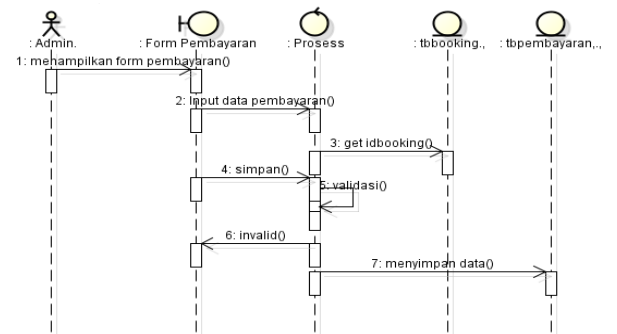 : Admin.
: Form Pembayaran
: Prosess
: tbbooking.,
: tbpembayaran,.,
1: menampilkan form pembayaran()
2: Input data pembayaran()
3: get idbooking()
4: simpan()
5: validasi()
6: invalid()
7: menyimpan data()